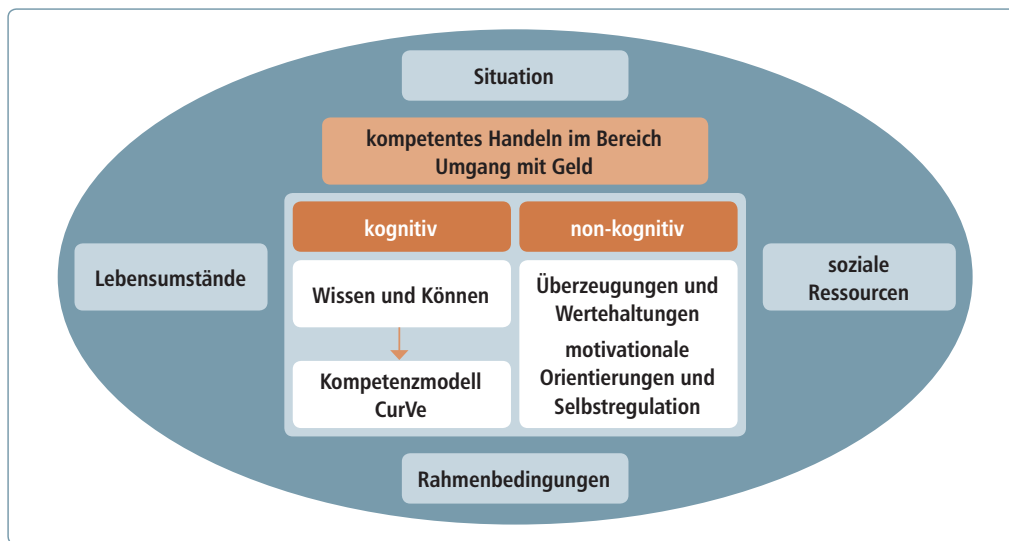 Situation
kompetentes Handeln im Bereich
Umgang mit Geld
kognitiv
non-kognitiv
Lebensumstände
Wissen und Können
Kompetenzmodell
CurVe
Überzeugungen und
Wertehaltungen
motivationale
Orientierungen und
Selbstregulation
soziale
Ressourcen
Rahmenbedingungen